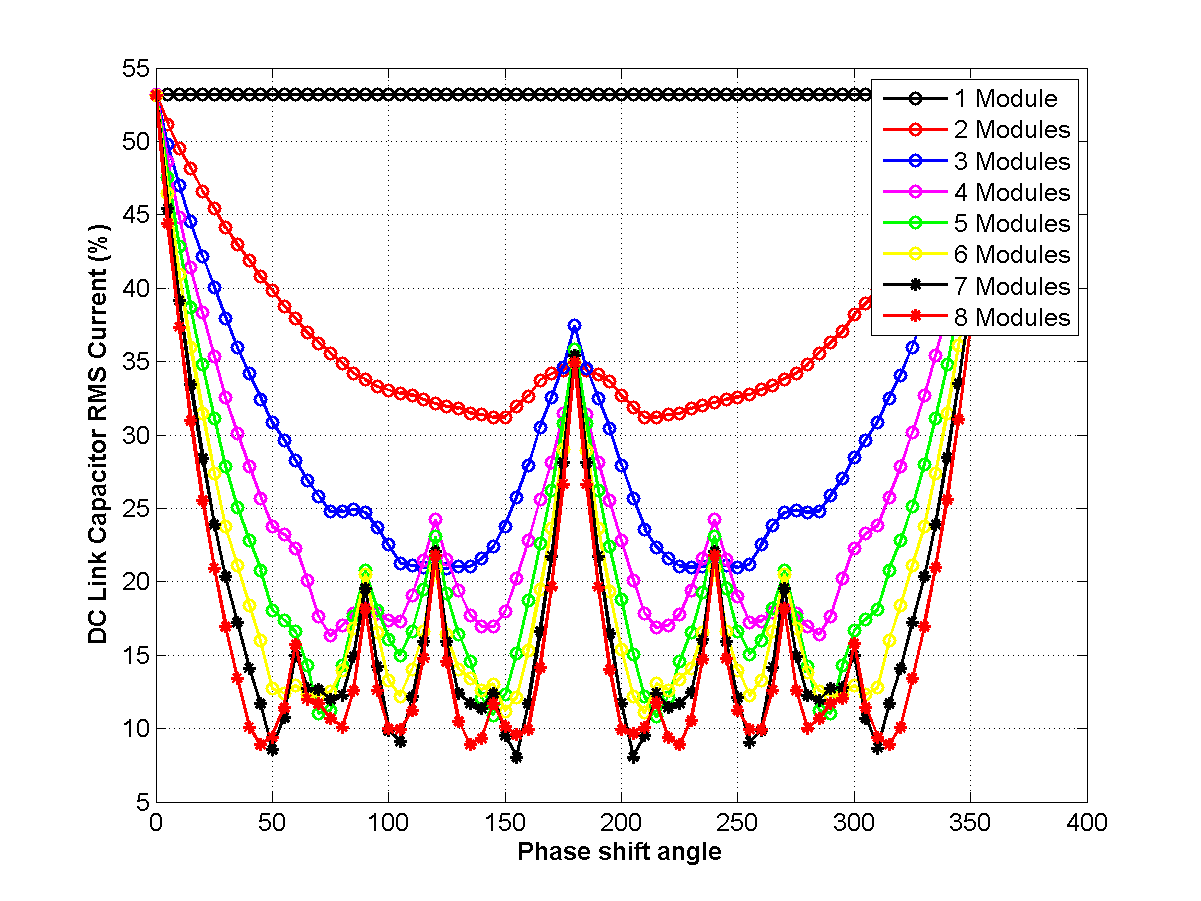 55
50
45
40
35
30
25
20
15
10
5
DC Link Capacitor RMS Current (%)
1 Module
2 Modules
3 Modules
4 Modules
5 Modules
6 Modules
7 Modules
8 Modules
0 50 100 150 200 250 300 350 400
Phase shift angle